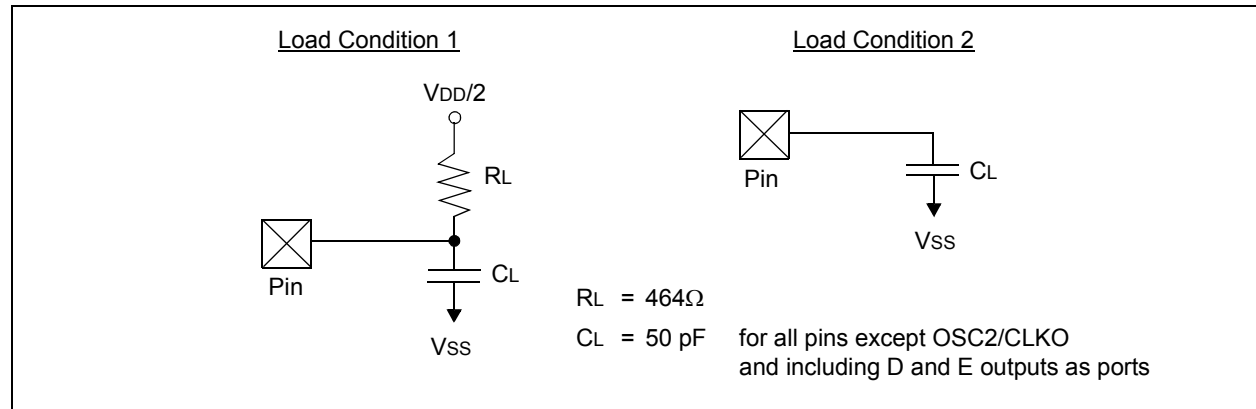 Load Condition 1
VDD/2
RL
Pin
CL
VSS
Load Condition 2
Pin
CL
VSS
RL = 464Ω
CL = 50 pF for all pins except OSC2/CLKO
and including D and E outputs as ports